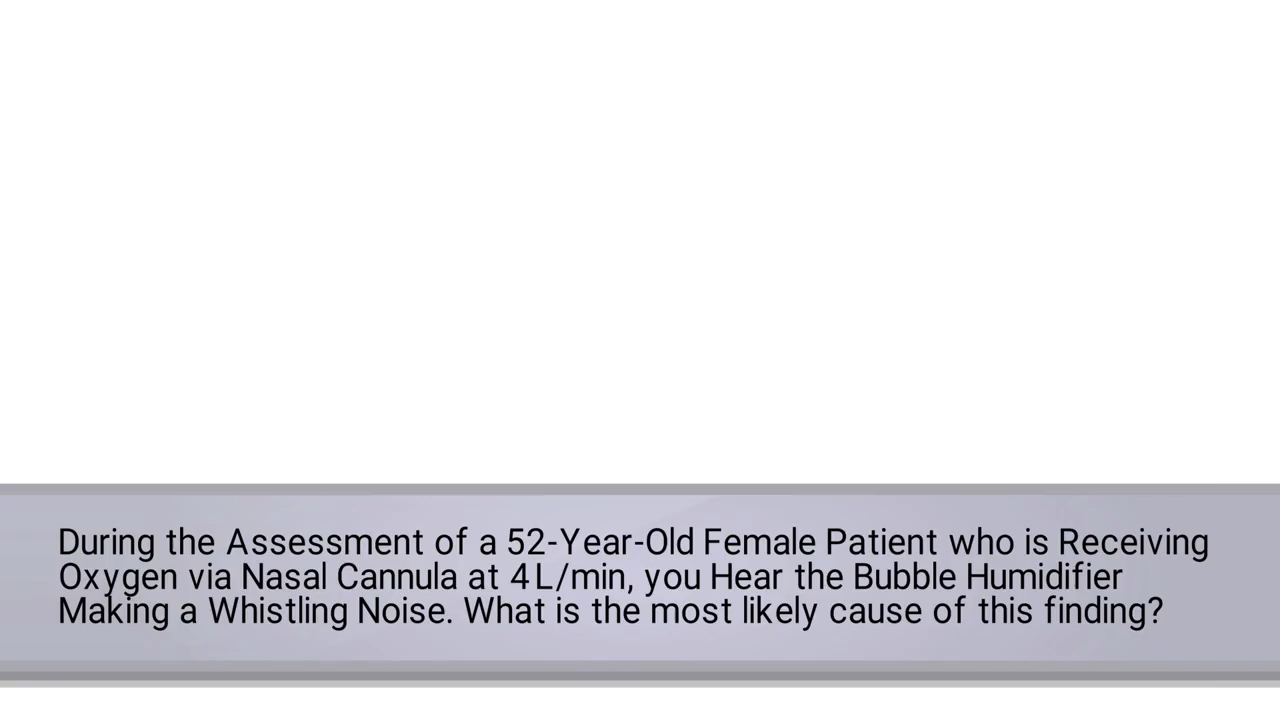 During the Assessment of a 52-Year-Old Female Patient who is Receiving
Oxygen via Nasal Cannula at 4 L/min, you Hear the Bubble Humidifier
Making a Whistling Noise. What is the most likely cause of this finding?